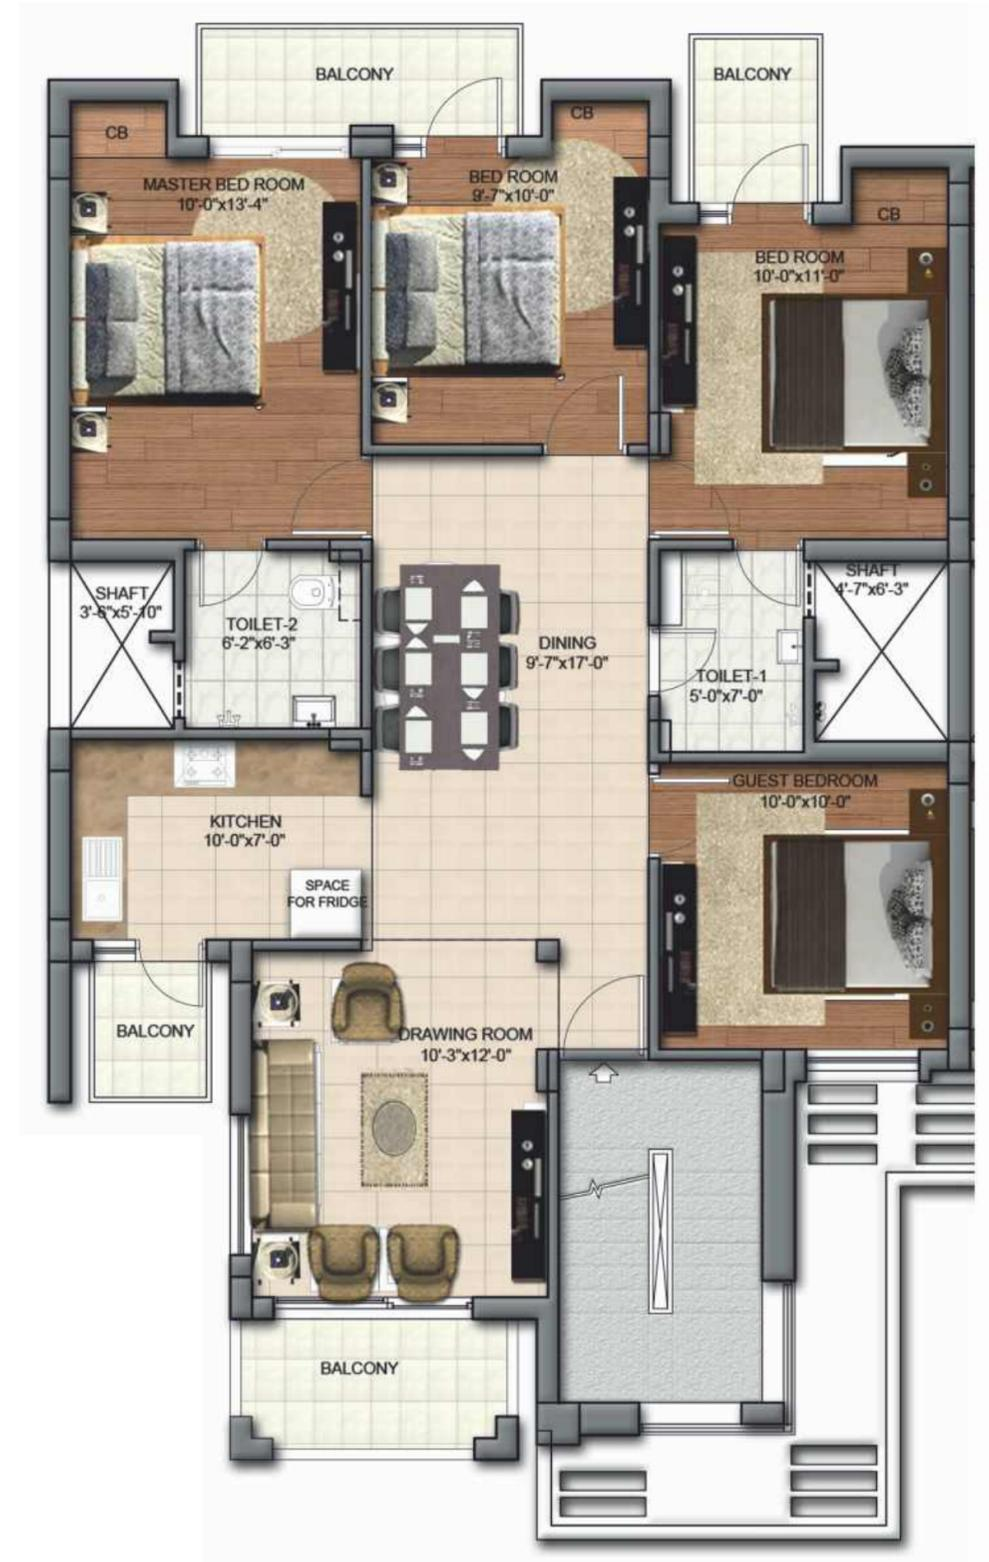 BALCONY
BALCONY
CB
CB
MASTER BED ROOM
10'-0"x13'-4"
BED ROOM
9'-7"x10'-0"
CB
BED ROOM
10'-0"x11'-0"
SHAFT
3'-6"x5'-10"
TOILET-2
6'-2"x6'-3"
DINING
9'-7"x17'-0"
TOILET-1
5'-0"x7'-0"
SHAFT
4'-7"x6'-3"
KITCHEN
10'-0"x7'-0"
SPACE
FOR FRIDGE
GUEST BEDROOM
10'-0"x10'-0"
BALCONY
DRAWING ROOM
10'-3"x12'-0"
BALCONY